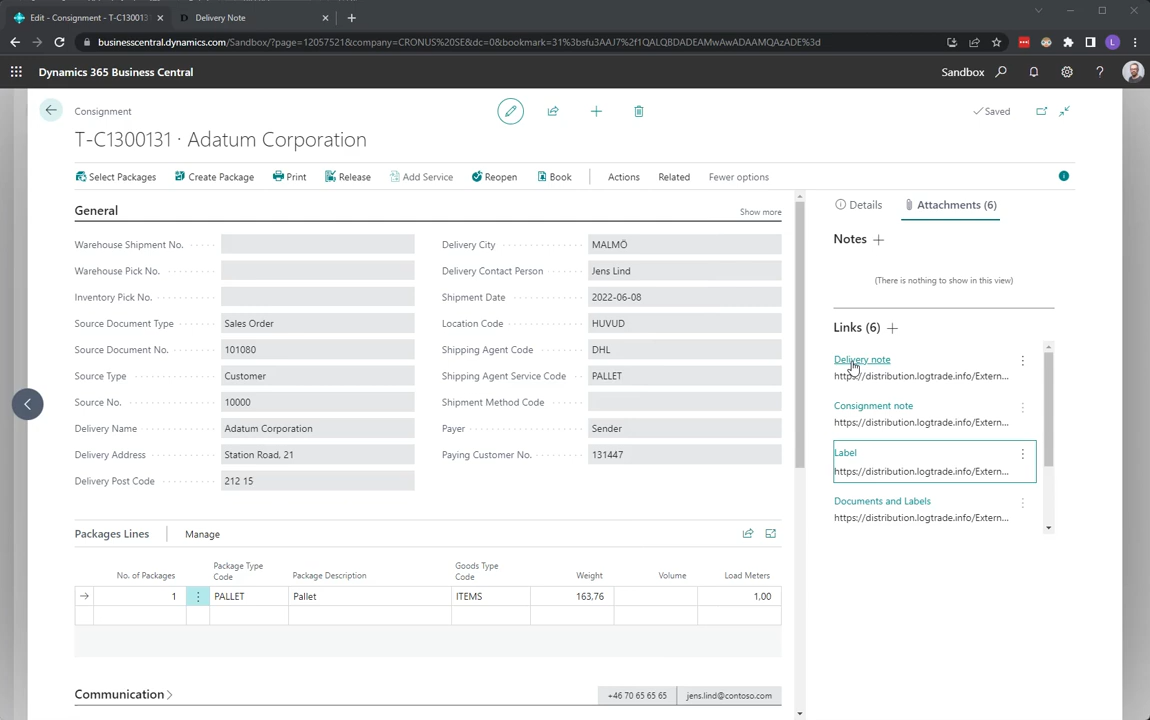 Edit - Consignment - T-C130013
Delivery Note
businesscentral.dynamics.com/Sandbox/?page=12057521&company=CRONUS%20SE&dc=0&bookmark=31%3bsfu3AAJ7%2f1QALQBDADEAMwAwADAAMQAzADE%3d
Dynamics 365 Business Central
Sandbox
Consignment
Saved
T-C1300131 · Adatum Corporation
Select Packages
Create Package
Print
Release
Add Service
Reopen
Book
Actions
Related
Fewer options
General
Show more
Warehouse Shipment No.
Warehouse Pick No.
Inventory Pick No.
Source Document Type
Sales Order
Source Document No.
101080
Source Type
Customer
Source No.
10000
Delivery Name
Adatum Corporation
Delivery Address
Station Road, 21
Delivery Post Code
212 15
Delivery City
MALMÖ
Delivery Contact Person
Jens Lind
Shipment Date
2022-06-08
Location Code
HUVUD
Shipping Agent Code
DHL
Shipping Agent Service Code
PALLET
Shipment Method Code
Payer
Sender
Paying Customer No.
131447
Packages Lines
Manage
No. of Packages
Package Type Code
Package Description
Goods Type Code
Weight
Volume
Load Meters
1
PALLET
Pallet
ITEMS
163,76
1,00
Communication
+46 70 65 65 65
jens.lind@contoso.com
Details
Attachments (6)
Notes
(There is nothing to show in this view)
Links (6)
Delivery note
https://distribution.logtrade.info/Extern...
Consignment note
https://distribution.logtrade.info/Extern...
Label
https://distribution.logtrade.info/Extern...
Documents and Labels
https://distribution.logtrade.info/Extern...